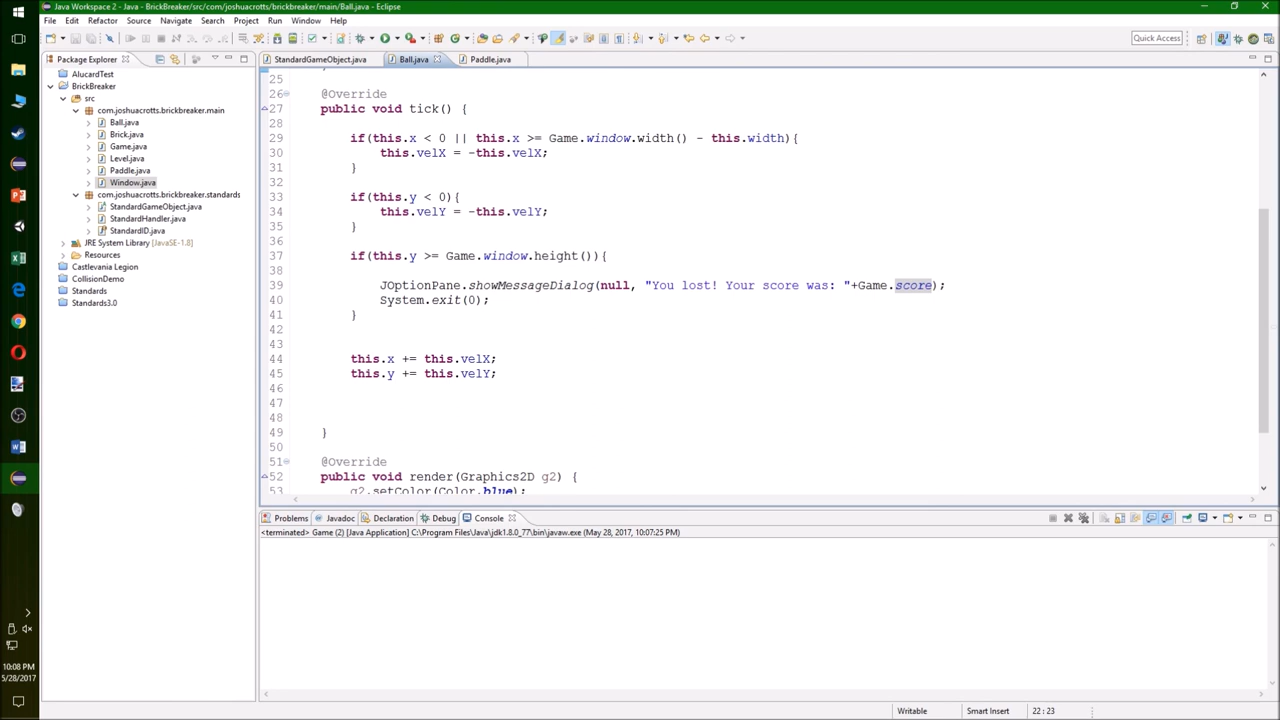 Java Workspace 2 - Java - BrickBreaker/src/com/joshuacrotts/brickbreaker/main/Ball.java - Eclipse
File Edit Refactor Source Navigate Search Project Run Window Help
Quick Access
Package Explorer
StandardGameObject.java
Ball.java
Paddle.java
AlucardTest
BrickBreaker
src
com.joshuacrotts.brickbreaker.main
Ball.java
Brick.java
Game.java
Level.java
Paddle.java
Window.java
com.joshuacrotts.brickbreaker.standards
StandardGameObject.java
StandardHandler.java
StandardID.java
JRE System Library [JavaSE-1.8]
Resources
Castlevania Legion
CollisionDemo
Standards
Standards3.0
25
26 @Override
27 public void tick() {
28
29 if(this.x < 0 || this.x >= Game.window.width() - this.width){
30 this.velX = -this.velX;
31 }
32
33 if(this.y < 0){
34 this.velY = -this.velY;
35 }
36
37 if(this.y >= Game.window.height()){
38
39 JOptionPane.showMessageDialog(null, "You lost! Your score was: "+Game.score);
40 System.exit(0);
41 }
42
43
44 this.x += this.velX;
45 this.y += this.velY;
46
47
48
49 }
50
51 @Override
52 public void render(Graphics2D g2) {
53 g2.setColor(Color.blue);
Problems Javadoc Declaration Debug Console
<terminated> Game (2) [Java Application] C:\Program Files\Java\jdk1.8.0_77\bin\javaw.exe (May 28, 2017, 10:07:25 PM)
10:08 PM
5/28/2017
Writable Smart Insert 22 : 23